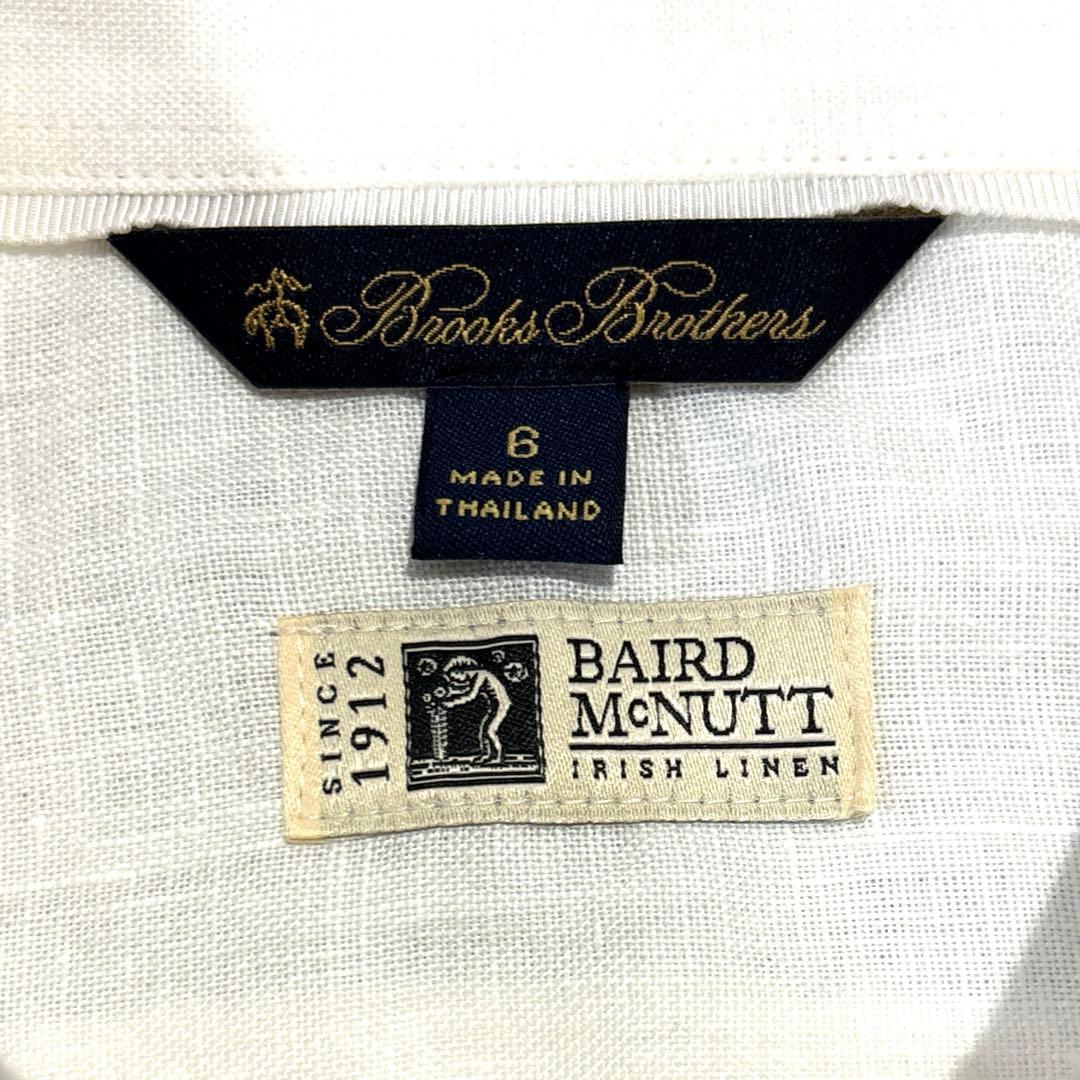 Brooks Brothers
6
MADE IN
THAILAND
SINCE
1912
BAIRD
McNUTT
IRISH LINEN